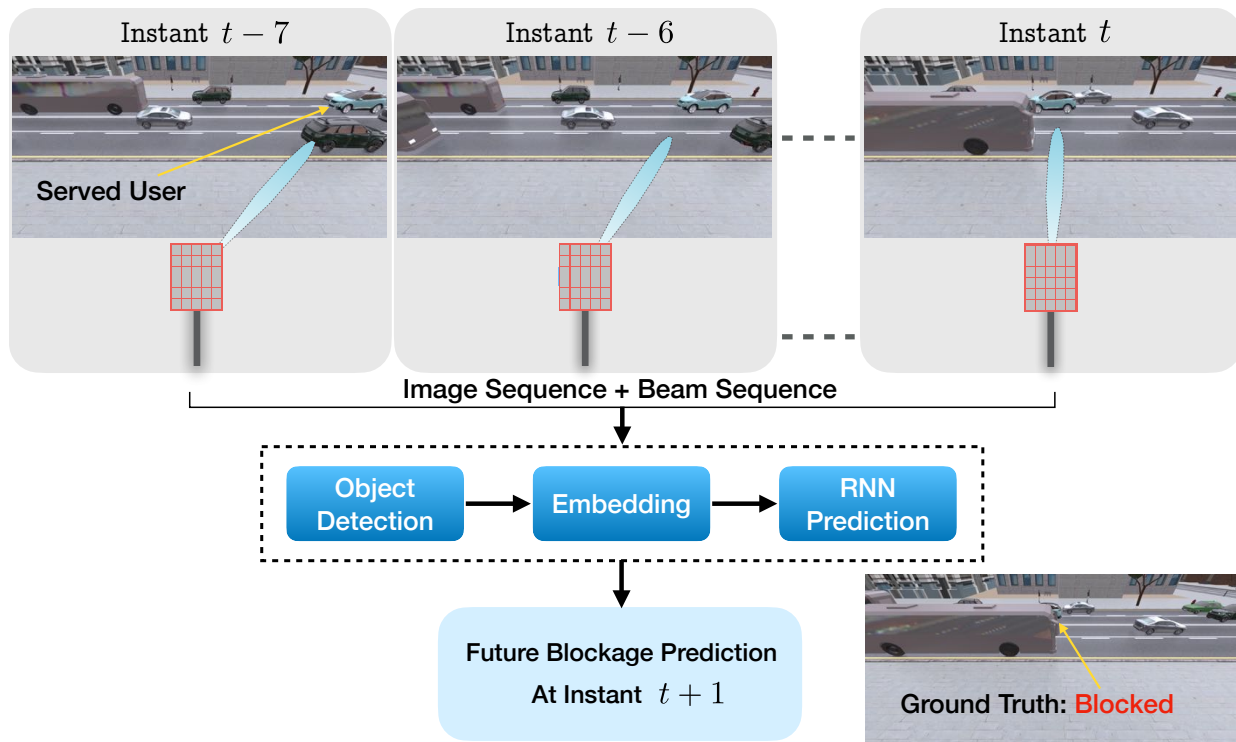 Instant t − 7
Instant t − 6
Instant t
Served User
Image Sequence + Beam Sequence
Object
Detection
Embedding
RNN
Prediction
Future Blockage Prediction
At Instant t + 1
Ground Truth: Blocked